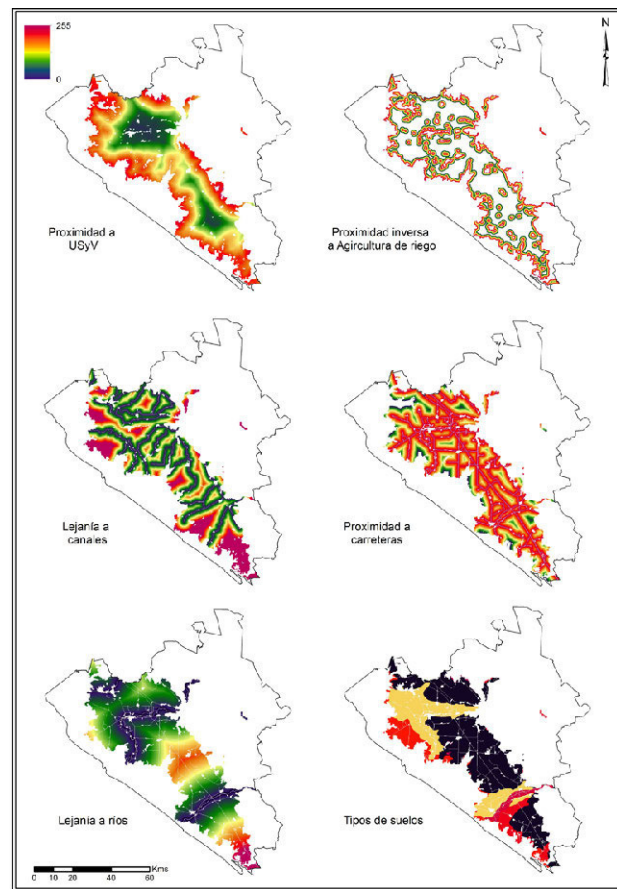 255
0
N
Proximidad a
USyV
Proximidad inversa
a Agircultura de riego
Lejanía a
canales
Proximidad a
carreteras
Lejanía a ríos
Tipos de suelos
0 10 20 40 60
Kms